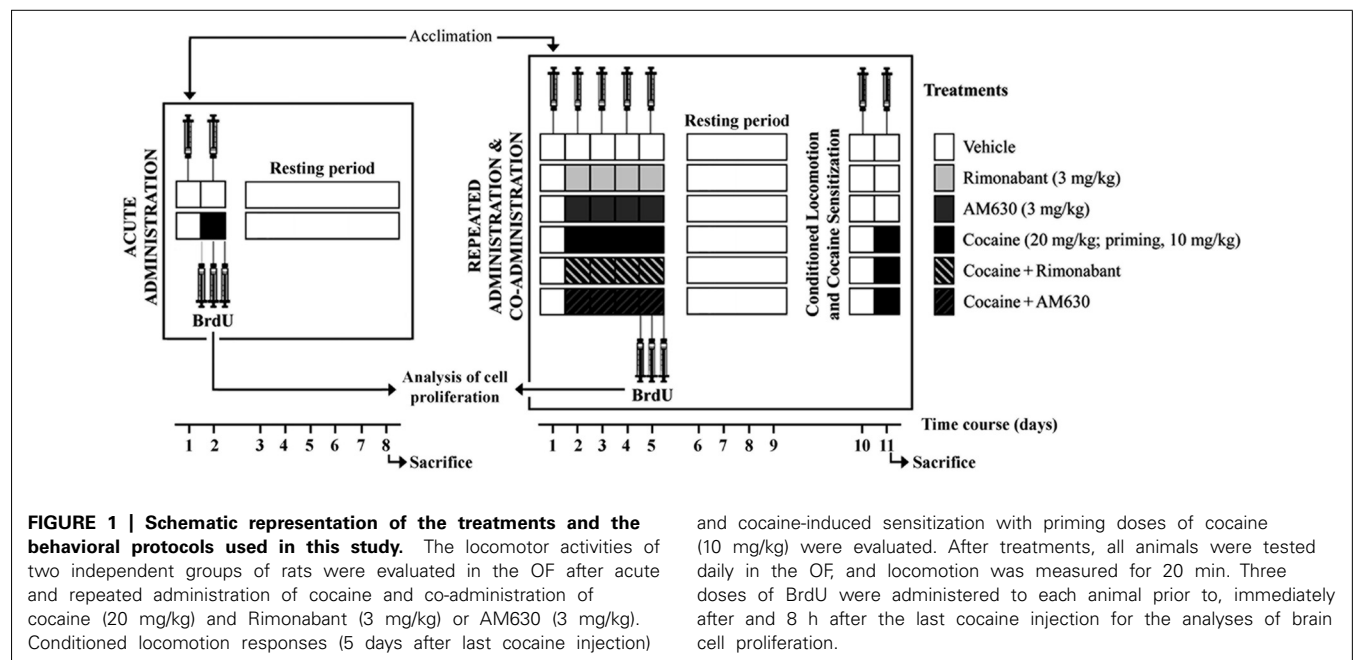 Acclimation
Treatments
Vehicle
Rimonabant (3 mg/kg)
AM630 (3 mg/kg)
Cocaine (20 mg/kg; priming, 10 mg/kg)
Cocaine + Rimonabant
Cocaine + AM630
ACUTE
ADMINISTRATION
Resting period
BrdU
REPEATED
ADMINISTRATION &
CO-ADMINISTRATION
Resting period
Conditioned Locomotion
and Cocaine Sensitization
BrdU
Analysis of cell
proliferation
Time course (days)
1 2 3 4 5 6 7 8
Sacrifice
1 2 3 4 5 6 7 8 9 10 11
Sacrifice
FIGURE 1 | Schematic representation of the treatments and the
behavioral protocols used in this study. The locomotor activities of
two independent groups of rats were evaluated in the OF after acute
and repeated administration of cocaine and co-administration of
cocaine (20 mg/kg) and Rimonabant (3 mg/kg) or AM630 (3 mg/kg).
Conditioned locomotion responses (5 days after last cocaine injection)
and cocaine-induced sensitization with priming doses of cocaine
(10 mg/kg) were evaluated. After treatments, all animals were tested
daily in the OF, and locomotion was measured for 20 min. Three
doses of BrdU were administered to each animal prior to, immediately
after and 8 h after the last cocaine injection for the analyses of brain
cell proliferation.